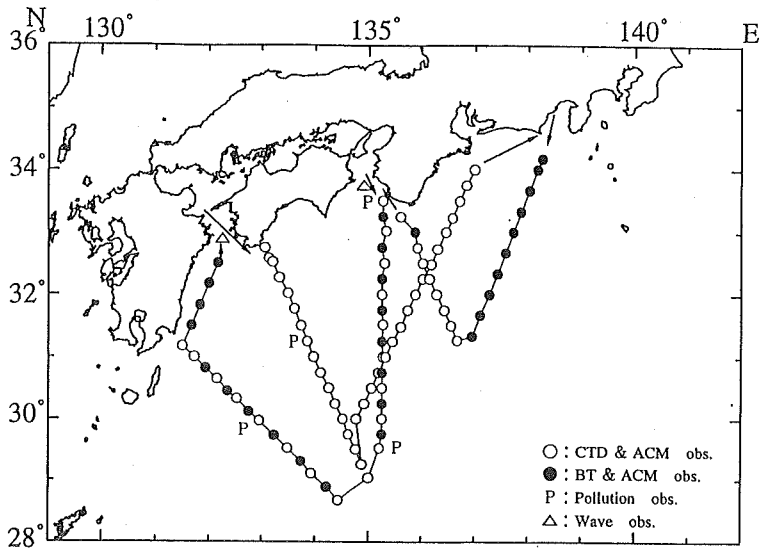 N 130° 135° 140° E
36°
34°
32°
30°
28°
P
P
P
P
○ : CTD & ACM obs.
● : BT & ACM obs.
P : Pollution obs.
△ : Wave obs.